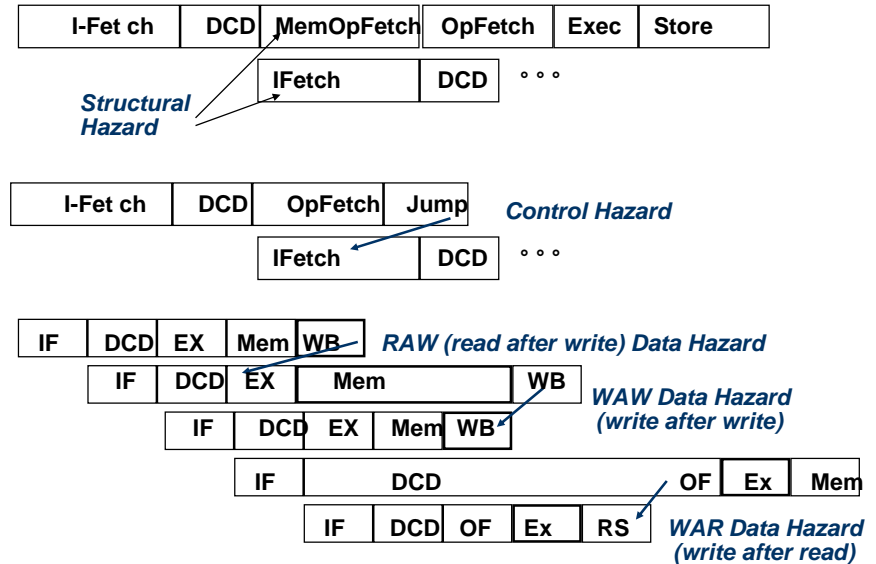 I-Fet ch DCD MemOpFetch OpFetch Exec Store
IFetch DCD ° ° °
Structural
Hazard
I-Fet ch DCD OpFetch Jump
Control Hazard
IFetch DCD ° ° °
IF DCD EX Mem WB RAW (read after write) Data Hazard
IF DCD EX Mem WB
WAW Data Hazard
(write after write)
IF DCD EX Mem WB
IF DCD OF Ex Mem
IF DCD OF Ex RS
WAR Data Hazard
(write after read)